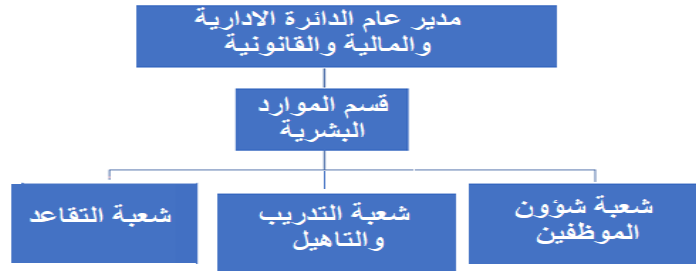 مدير عام الدائرة الادارية
والمالية والقانونية
قسم الموارد
البشرية
شعبة شؤون
الموظفين
شعبة التدريب
والتاهيل
شعبة التقاعد